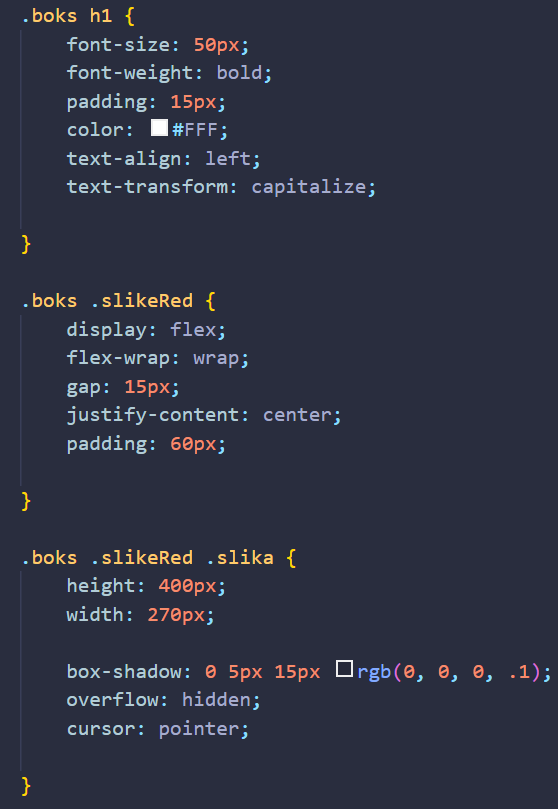 .boks h1 {
font-size: 50px;
font-weight: bold;
padding: 15px;
color: #FFF;
text-align: left;
text-transform: capitalize;
}
.boks .slikeRed {
display: flex;
flex-wrap: wrap;
gap: 15px;
justify-content: center;
padding: 60px;
}
.boks .slikeRed .slika {
height: 400px;
width: 270px;
box-shadow: 0 5px 15px rgb(0, 0, 0, .1);
overflow: hidden;
cursor: pointer;
}